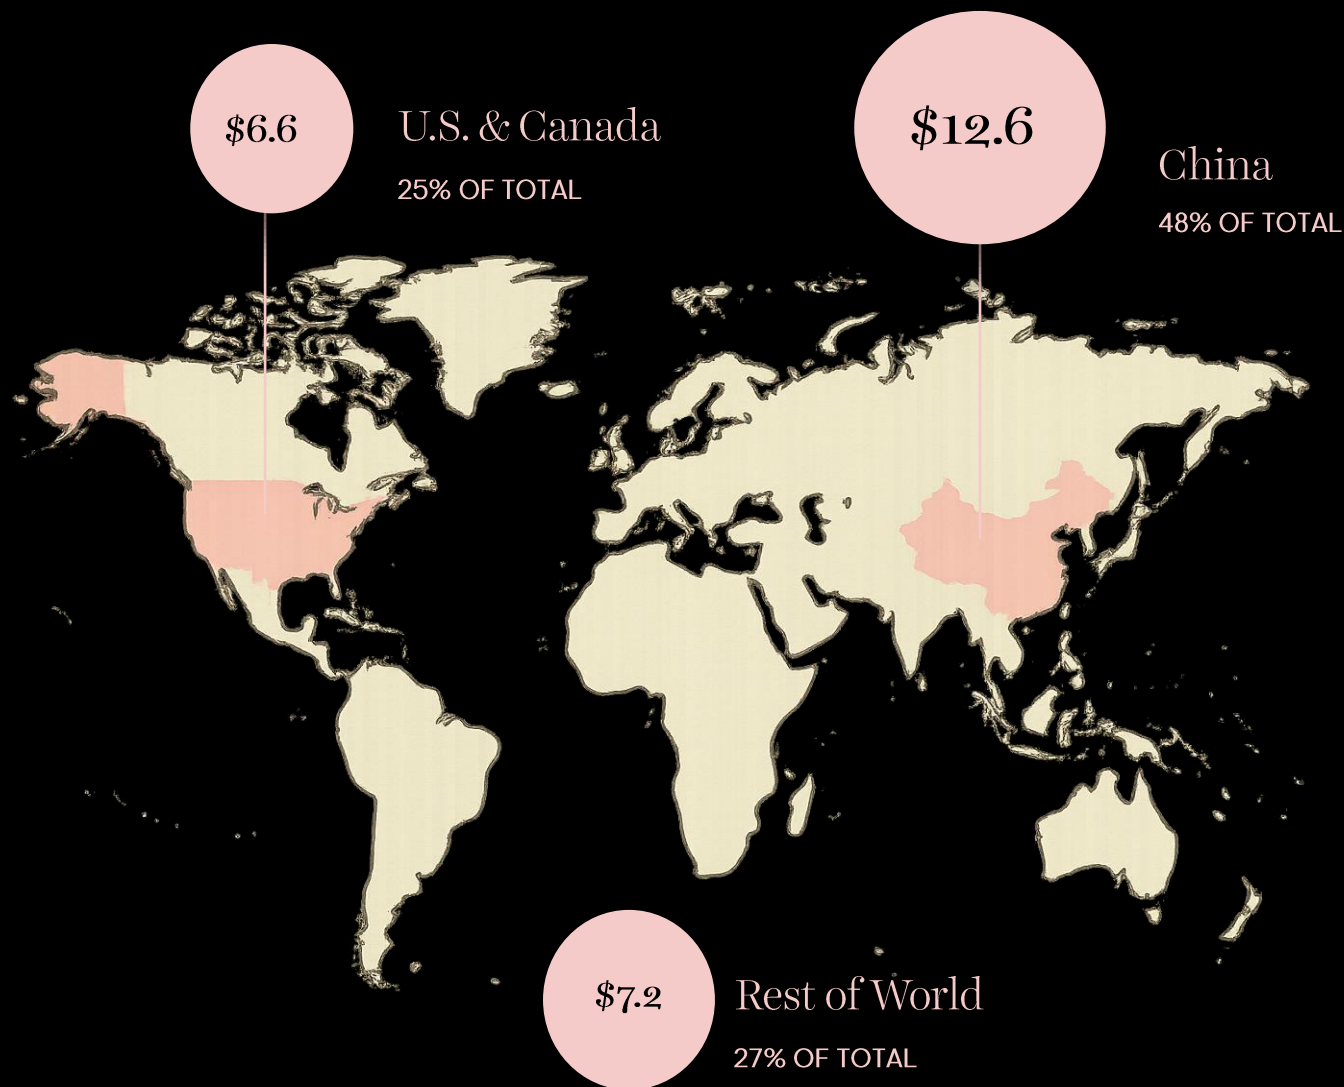 $6.6
U.S. & Canada
25% OF TOTAL
$12.6
China
48% OF TOTAL
$7.2
Rest of World
27% OF TOTAL